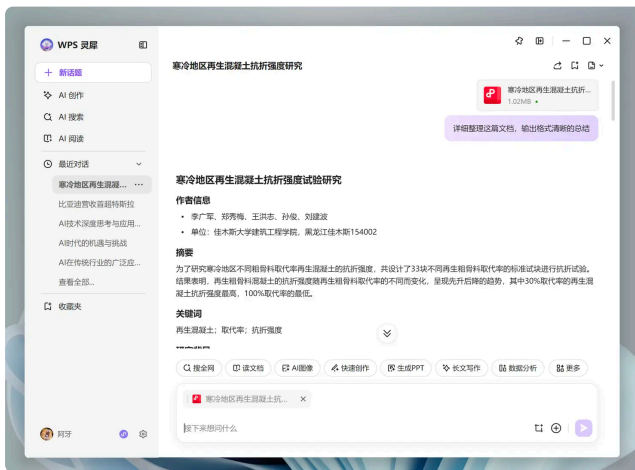 WPS 灵犀
新话题
AI 创作
AI 搜索
AI 阅读
最近对话
寒冷地区再生混凝... ···
比亚迪营收首超特斯拉
AI技术深度思考与应用...
AI时代的机遇与挑战
AI在传统行业的广泛应...
查看全部...
收藏夹
阿牙
寒冷地区再生混凝土抗折强度研究
寒冷地区再生混凝土抗折...
1.02MB
详细整理这篇文档，输出格式清晰的总结
寒冷地区再生混凝土抗折强度试验研究
作者信息
• 李广军、郑秀梅、王洪志、孙俊、刘建波
• 单位：佳木斯大学建筑工程学院，黑龙江佳木斯154002
摘要
为了研究寒冷地区不同粗骨料取代率再生混凝土的抗折强度，共设计了33块不同再生粗骨料取代率的标准试块进行抗折试验。
结果表明，再生粗骨料混凝土的抗折强度随再生粗骨料取代率的不同而变化，呈现先升后降的趋势，其中30%取代率的再生混
凝土抗折强度最高，100%取代率的最低。
关键词
再生混凝土；取代率；抗折强度
搜全网 读文档 AI图像 快速创作 生成PPT 长文写作 数据分析 更多
寒冷地区再生混凝土抗...
接下来想问什么